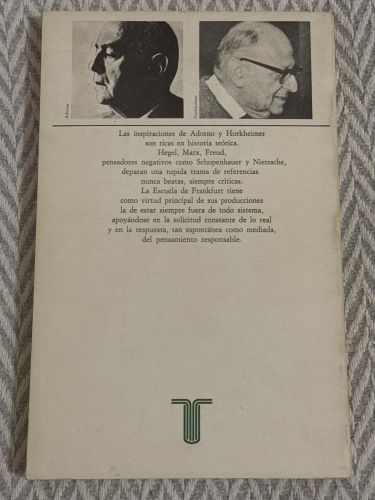 Adorno
Horkheimer
Las inspiraciones de Adorno y Horkheimer
son ricas en historia teórica.
Hegel, Marx, Freud,
pensadores negativos como Schopenhauer y Nietzsche,
deparan una tupida trama de referencias
nunca beatas, siempre críticas.
La Escuela de Frankfurt tiene
como virtud principal de sus producciones
la de estar siempre fuera de todo sistema,
apoyándose en la solicitud constante de lo real
y en la respuesta, tan espontánea como mediada,
del pensamiento responsable.